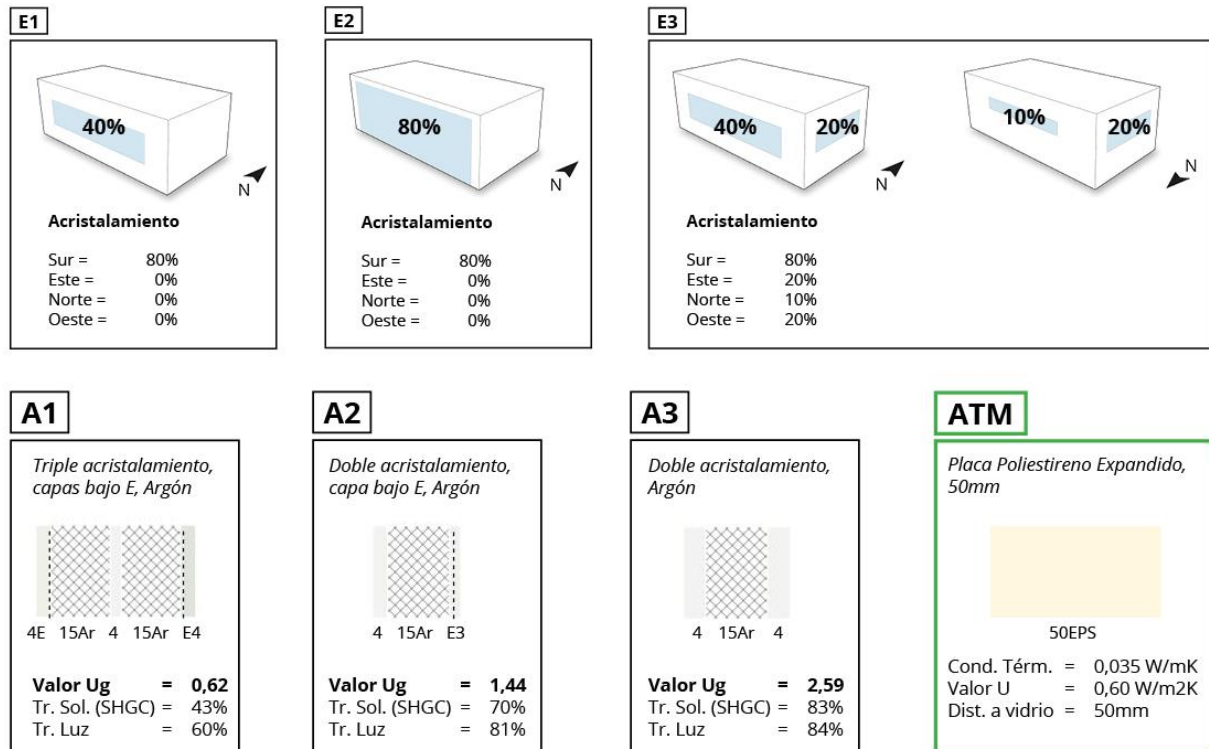 E1
40%
N
Acristalamiento
Sur = 80%
Este = 0%
Norte = 0%
Oeste = 0%
E2
80%
N
Acristalamiento
Sur = 80%
Este = 0%
Norte = 0%
Oeste = 0%
E3
40% 20%
N
10% 20%
N
Acristalamiento
Sur = 80%
Este = 20%
Norte = 10%
Oeste = 20%
A1
Triple acristalamiento,
capas bajo E, Argón
4E 15Ar 4 15Ar E4
Valor Ug = 0,62
Tr. Sol. (SHGC) = 43%
Tr. Luz = 60%
A2
Doble acristalamiento,
capa bajo E, Argón
4 15Ar E3
Valor Ug = 1,44
Tr. Sol. (SHGC) = 70%
Tr. Luz = 81%
A3
Doble acristalamiento,
Argón
4 15Ar 4
Valor Ug = 2,59
Tr. Sol. (SHGC) = 83%
Tr. Luz = 84%
ATM
Placa Poliestireno Expandido,
50mm
50EPS
Cond. Térm. = 0,035 W/mK
Valor U = 0,60 W/m2K
Dist. a vidrio = 50mm